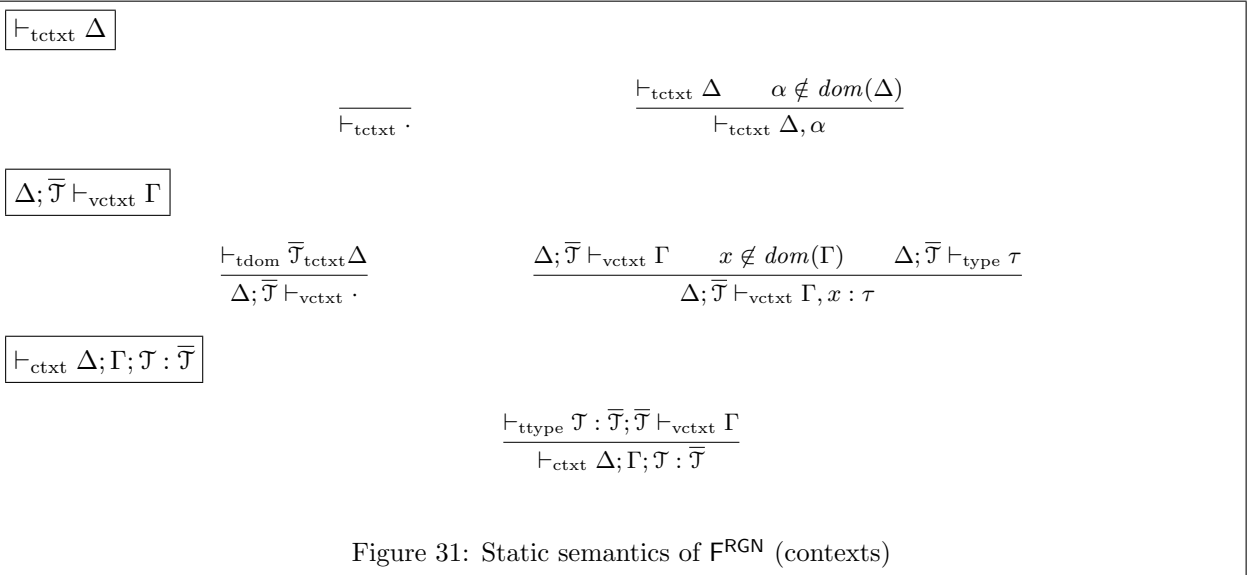 ⊢tctxt Δ
⊢tctxt Δ α ∉ dom(Δ)
⊢tctxt · ⊢tctxt Δ, α
Δ; 𝒯̅ ⊢vctxt Γ
⊢tdom 𝒯̅tctxtΔ Δ; 𝒯̅ ⊢vctxt Γ x ∉ dom(Γ) Δ; 𝒯̅ ⊢type τ
Δ; 𝒯̅ ⊢vctxt · Δ; 𝒯̅ ⊢vctxt Γ, x : τ
⊢ctxt Δ; Γ; 𝒯 : 𝒯̅
⊢ttype 𝒯 : 𝒯̅; 𝒯̅ ⊢vctxt Γ
⊢ctxt Δ; Γ; 𝒯 : 𝒯̅
Figure 31: Static semantics of F^RGN (contexts)